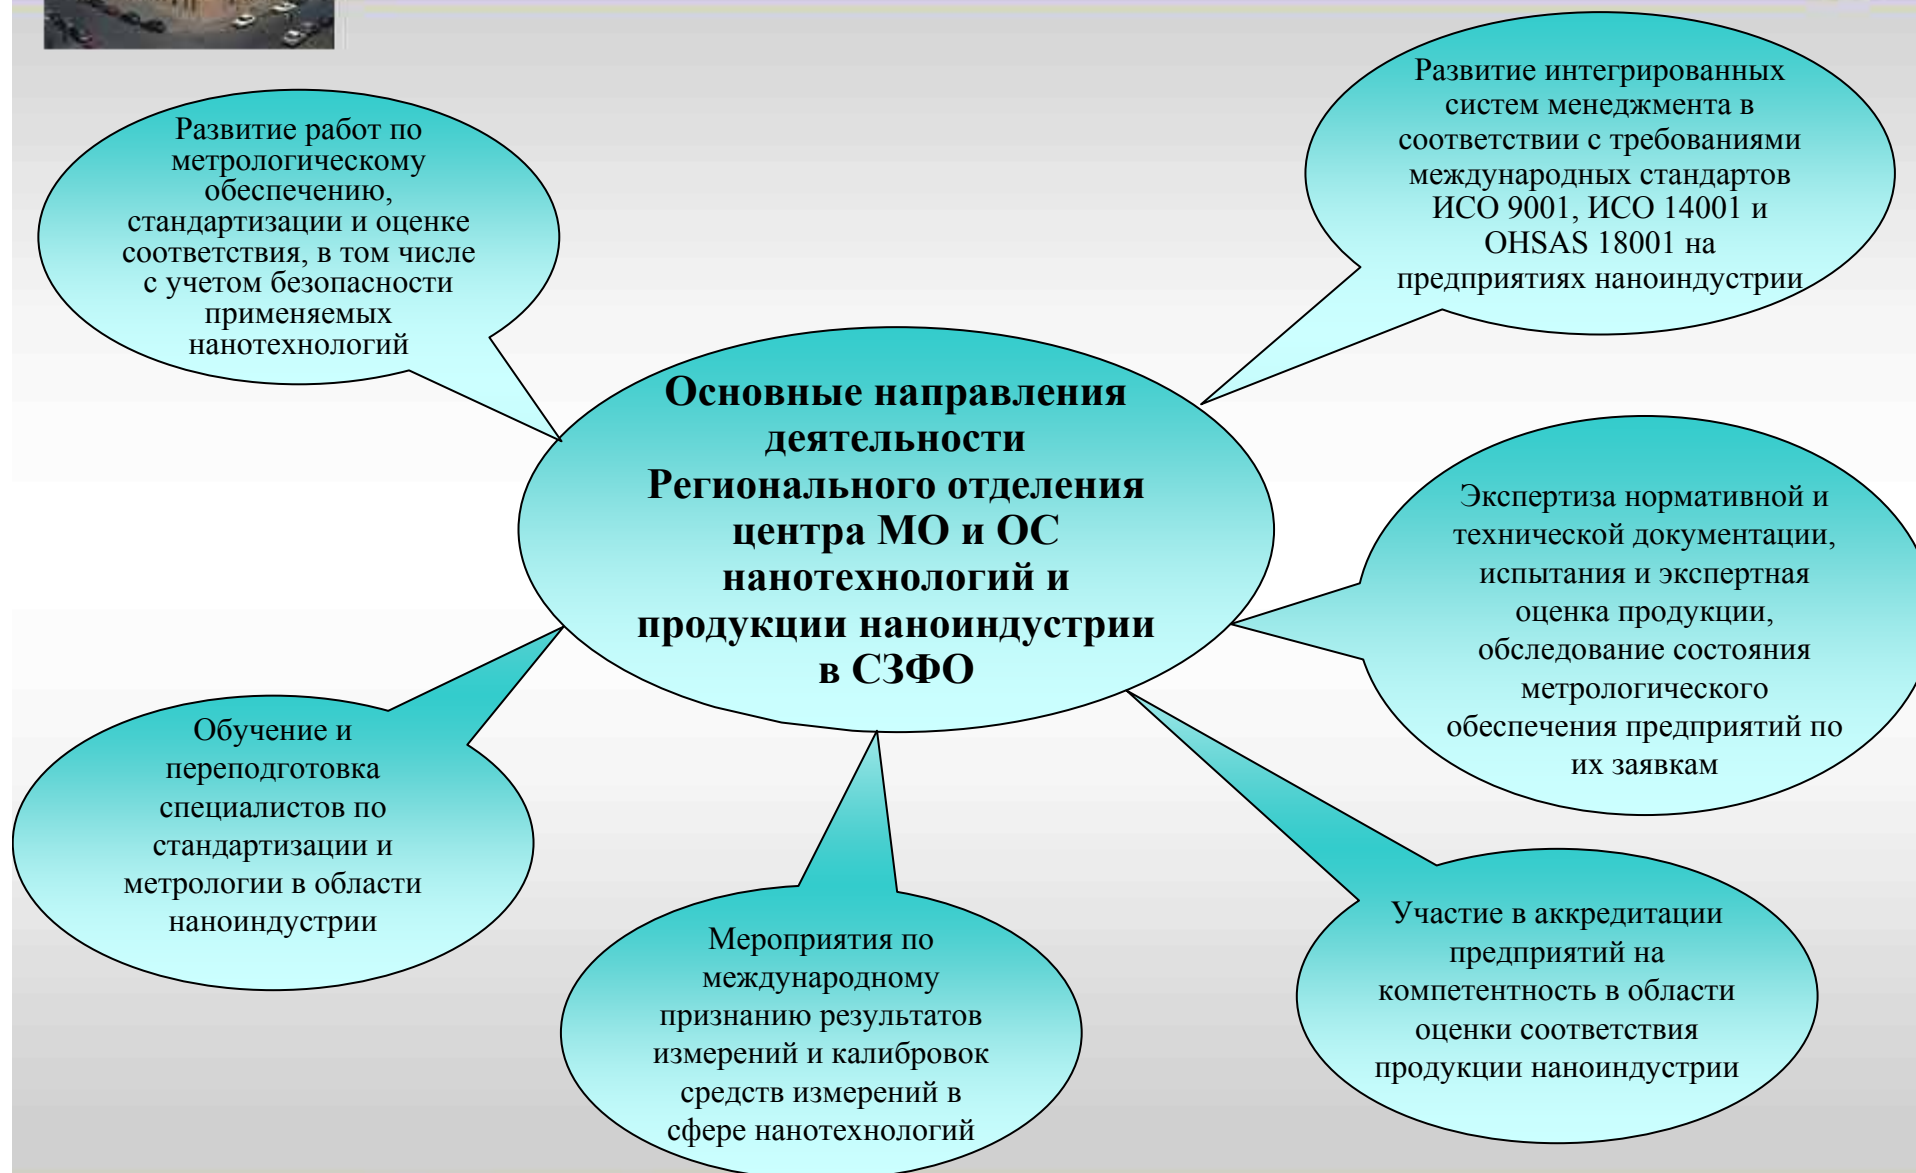 Развитие работ по
метрологическому
обеспечению,
стандартизации и оценке
соответствия, в том числе
с учетом безопасности
применяемых
нанотехнологий
Развитие интегрированных
систем менеджмента в
соответствии с требованиями
международных стандартов
ИСО 9001, ИСО 14001 и
OHSAS 18001 на
предприятиях наноиндустрии
Основные направления
деятельности
Регионального отделения
центра МО и ОС
нанотехнологий и
продукции наноиндустрии
в СЗФО
Экспертиза нормативной и
технической документации,
испытания и экспертная
оценка продукции,
обследование состояния
метрологического
обеспечения предприятий по
их заявкам
Обучение и
переподготовка
специалистов по
стандартизации и
метрологии в области
наноиндустрии
Мероприятия по
международному
признанию результатов
измерений и калибровок
средств измерений в
сфере нанотехнологий
Участие в аккредитации
предприятий на
компетентность в области
оценки соответствия
продукции наноиндустрии